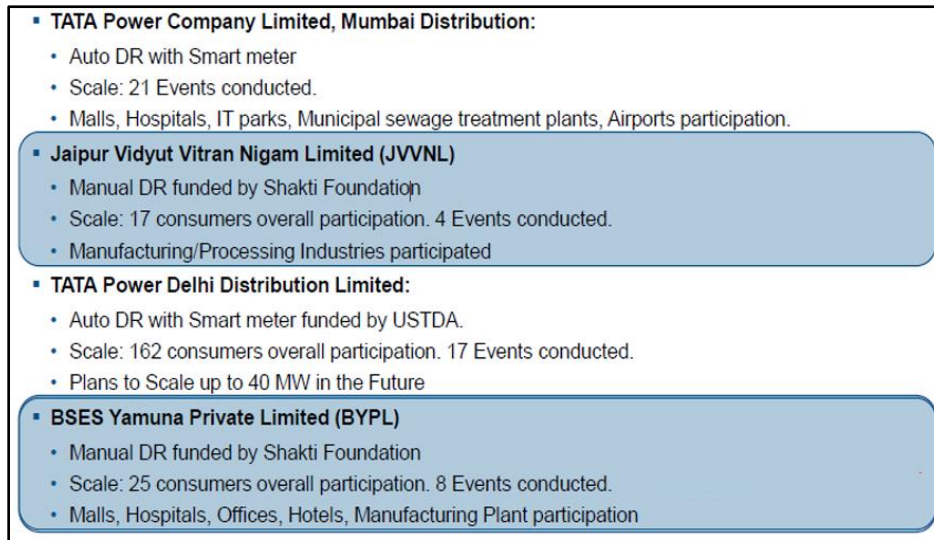 ▪ TATA Power Company Limited, Mumbai Distribution:
• Auto DR with Smart meter
• Scale: 21 Events conducted.
• Malls, Hospitals, IT parks, Municipal sewage treatment plants, Airports participation.
▪ Jaipur Vidyut Vitran Nigam Limited (JVVNL)
• Manual DR funded by Shakti Foundation
• Scale: 17 consumers overall participation. 4 Events conducted.
• Manufacturing/Processing Industries participated
▪ TATA Power Delhi Distribution Limited:
• Auto DR with Smart meter funded by USTDA.
• Scale: 162 consumers overall participation. 17 Events conducted.
• Plans to Scale up to 40 MW in the Future
▪ BSES Yamuna Private Limited (BYPL)
• Manual DR funded by Shakti Foundation
• Scale: 25 consumers overall participation. 8 Events conducted.
• Malls, Hospitals, Offices, Hotels, Manufacturing Plant participation